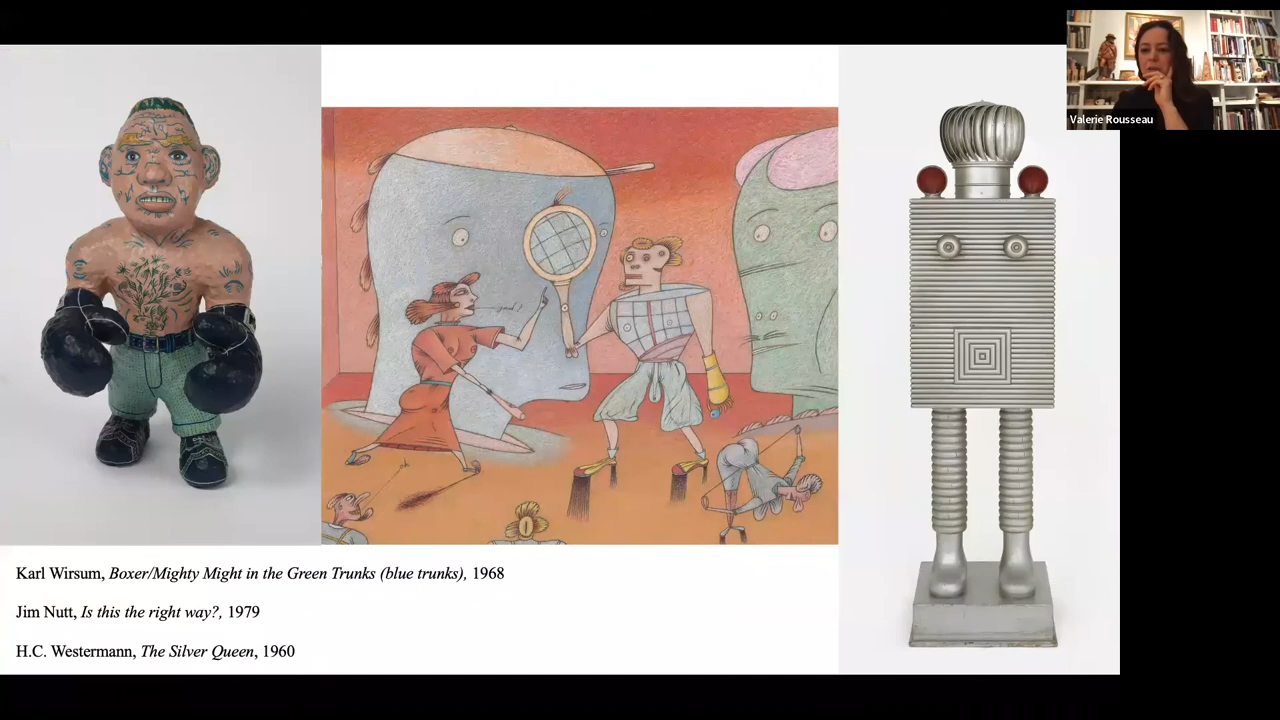 Valerie Rousseau
Karl Wirsum, Boxer/Mighty Might in the Green Trunks (blue trunks), 1968
Jim Nutt, Is this the right way?, 1979
H.C. Westermann, The Silver Queen, 1960